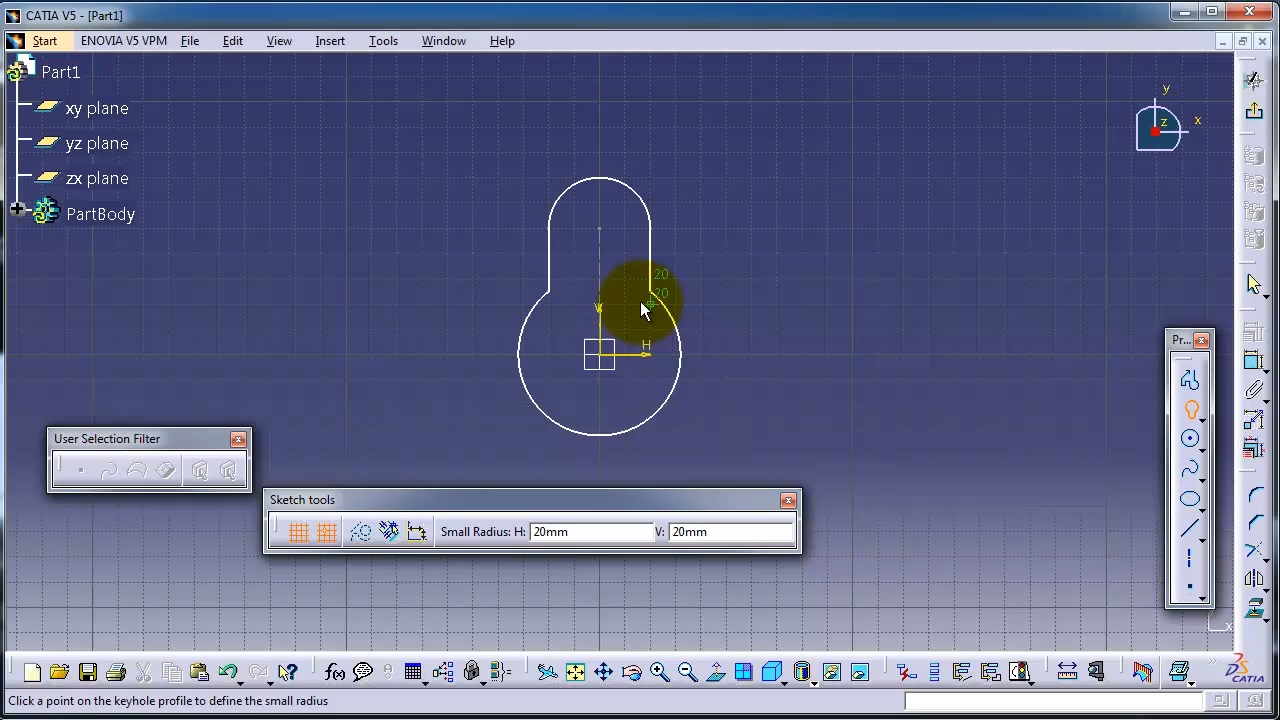 CATIA V5 - [Part1]
Start ENOVIA V5 VPM File Edit View Insert Tools Window Help
Part1
xy plane
yz plane
zx plane
PartBody
y
z
x
20
20
V
H
Pr...
User Selection Filter
Sketch tools
Small Radius: H: 20mm V: 20mm
f(x)
x
CATIA
Click a point on the keyhole profile to define the small radius